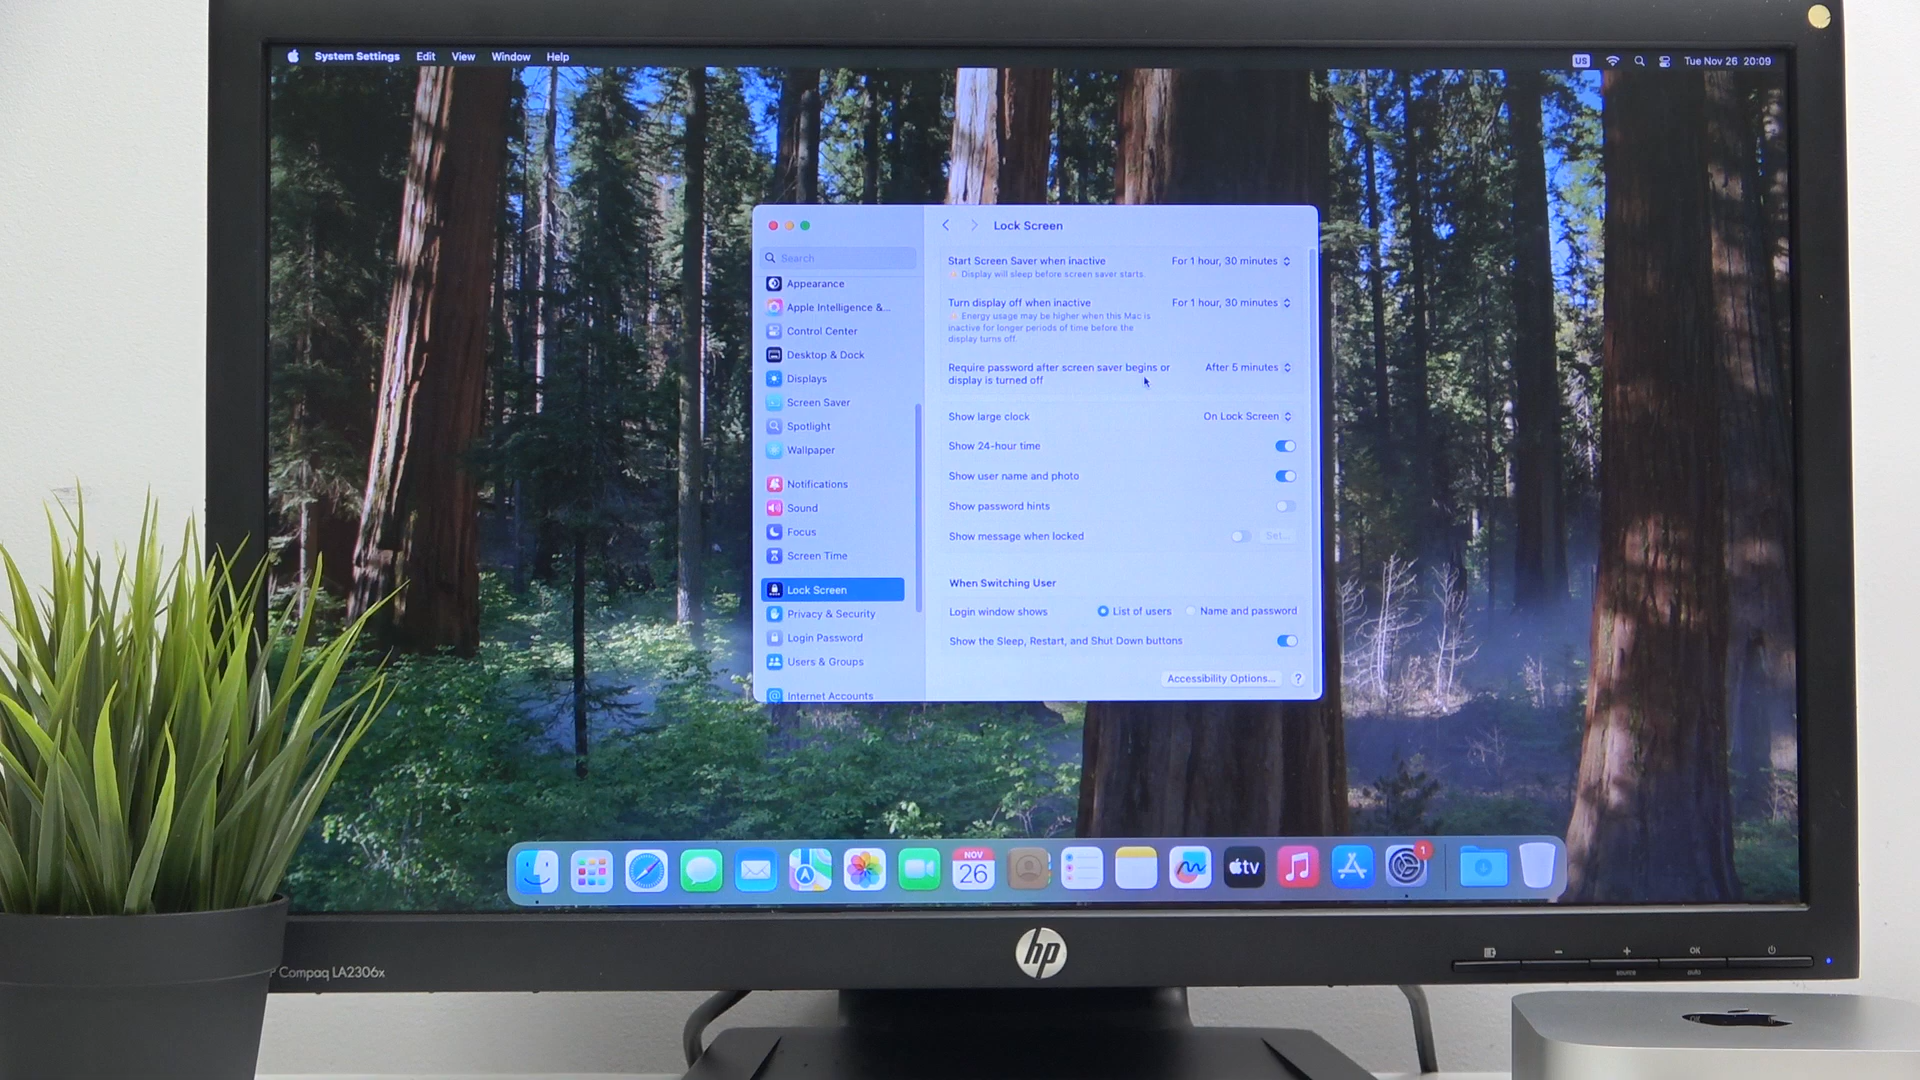 System Settings Edit View Window Help
US Tue Nov 26 20:09
Lock Screen
Search
Appearance
Apple Intelligence &...
Control Center
Desktop & Dock
Displays
Screen Saver
Spotlight
Wallpaper
Notifications
Sound
Focus
Screen Time
Lock Screen
Privacy & Security
Login Password
Users & Groups
Internet Accounts
Start Screen Saver when inactive For 1 hour, 30 minutes
Display will sleep before screen saver starts.
Turn display off when inactive For 1 hour, 30 minutes
Energy usage may be higher when this Mac is
inactive for longer periods of time before the
display turns off.
Require password after screen saver begins or After 5 minutes
display is turned off
Show large clock On Lock Screen
Show 24-hour time
Show user name and photo
Show password hints
Show message when locked Set...
When Switching User
Login window shows List of users Name and password
Show the Sleep, Restart, and Shut Down buttons
Accessibility Options... ?
NOV
26
tv
1
hp
Compaq LA2306x
- + OK
source auto